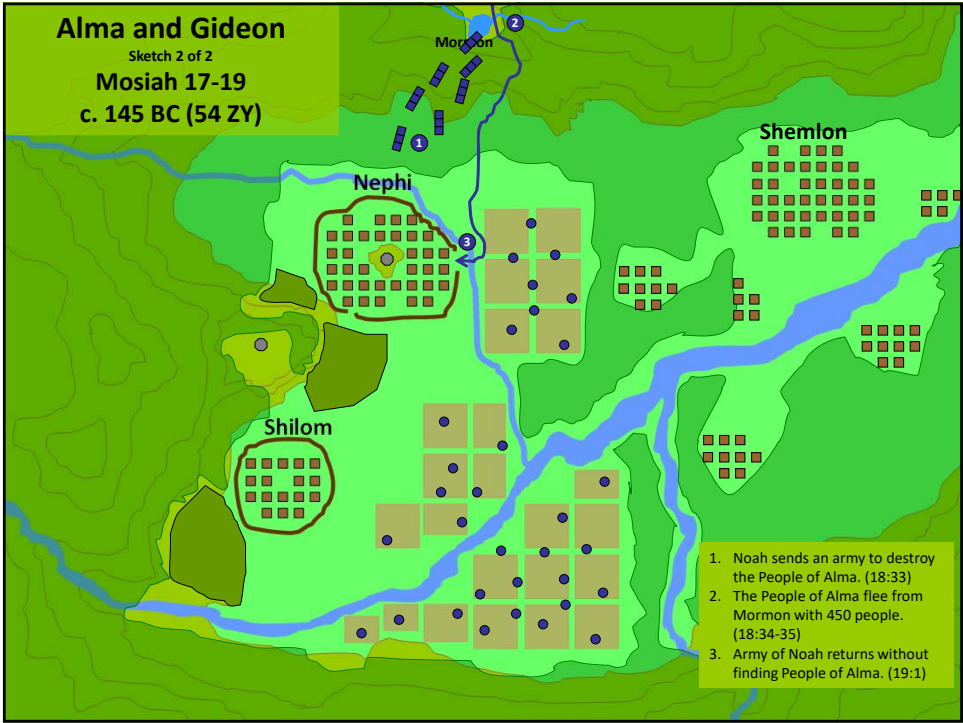 Alma and Gideon
Sketch 2 of 2
Mosiah 17-19
c. 145 BC (54 ZY)
Mormon
2
1
Shemlon
Nephi
3
Shilom
1. Noah sends an army to destroy
the People of Alma. (18:33)
2. The People of Alma flee from
Mormon with 450 people.
(18:34-35)
3. Army of Noah returns without
finding People of Alma. (19:1)